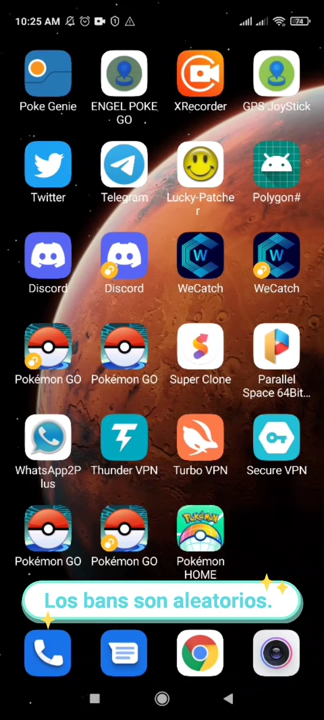 10:25 AM
74
Poke Genie
ENGEL POKE
GO
XRecorder
GPS JoyStick
Twitter
Telegram
Lucky-Patche
r
Polygon#
Discord
Discord
WeCatch
WeCatch
Pokémon GO
Pokémon GO
Super Clone
Parallel
Space 64Bit...
WhatsApp2P
lus
Thunder VPN
Turbo VPN
Secure VPN
Pokémon GO
Pokémon GO
Pokémon
HOME
Los bans son aleatorios.